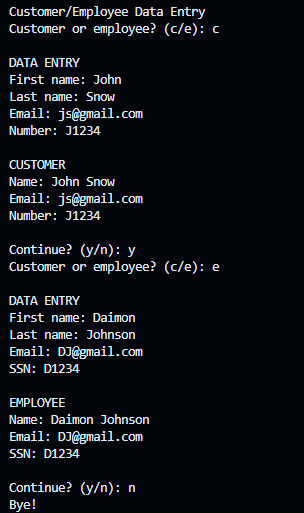 Customer/Employee Data Entry
Customer or employee? (c/e): c
DATA ENTRY
First name: John
Last name: Snow
Email: js@gmail.com
Number: J1234
CUSTOMER
Name: John Snow
Email: js@gmail.com
Number: J1234
Continue? (y/n): y
Customer or employee? (c/e): e
DATA ENTRY
First name: Daimon
Last name: Johnson
Email: DJ@gmail.com
SSN: D1234
EMPLOYEE
Name: Daimon Johnson
Email: DJ@gmail.com
SSN: D1234
Continue? (y/n): n
Bye!